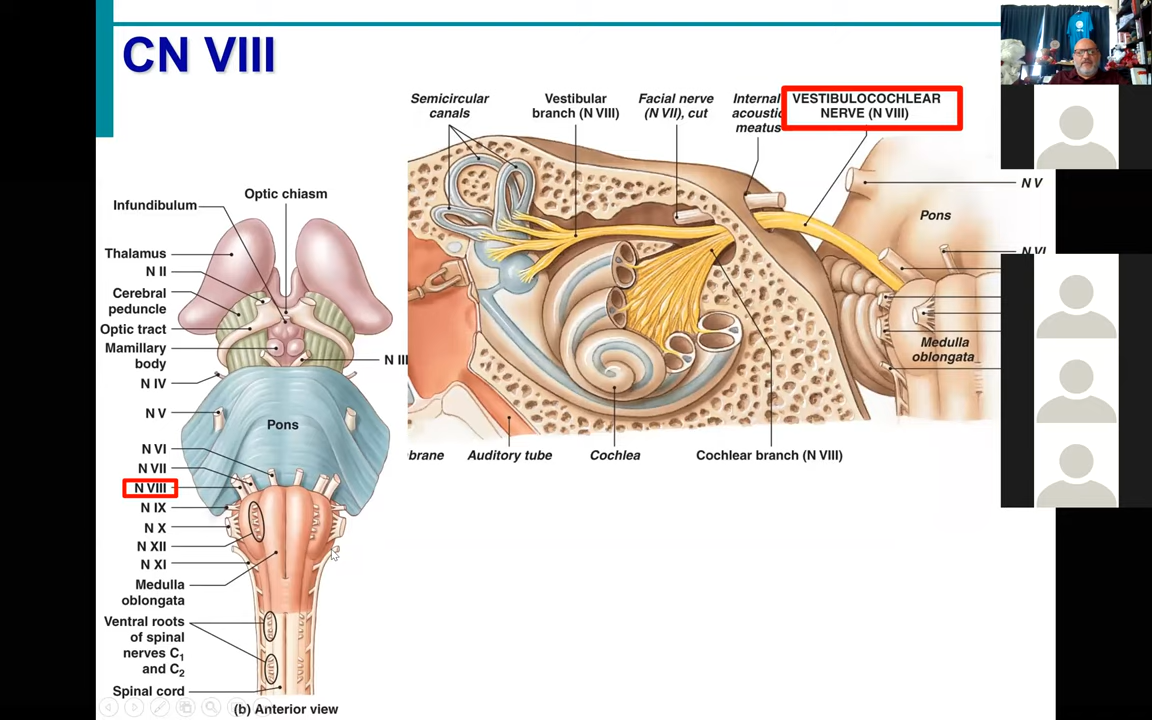 CN VIII
Semicircular
canals
Vestibular
branch (N VIII)
Facial nerve
(N VII), cut
Internal
acoustic
meatus
VESTIBULOCOCHLEAR
NERVE (N VIII)
N V
Pons
N VI
Medulla
oblongata
brane
Auditory tube
Cochlea
Cochlear branch (N VIII)
Optic chiasm
Infundibulum
Thalamus
N II
Cerebral
peduncle
Optic tract
Mamillary
body
N III
N IV
N V
Pons
N VI
N VII
N VIII
N IX
N X
N XII
N XI
Medulla
oblongata
Ventral roots
of spinal
nerves C1
and C2
Spinal cord
(b) Anterior view